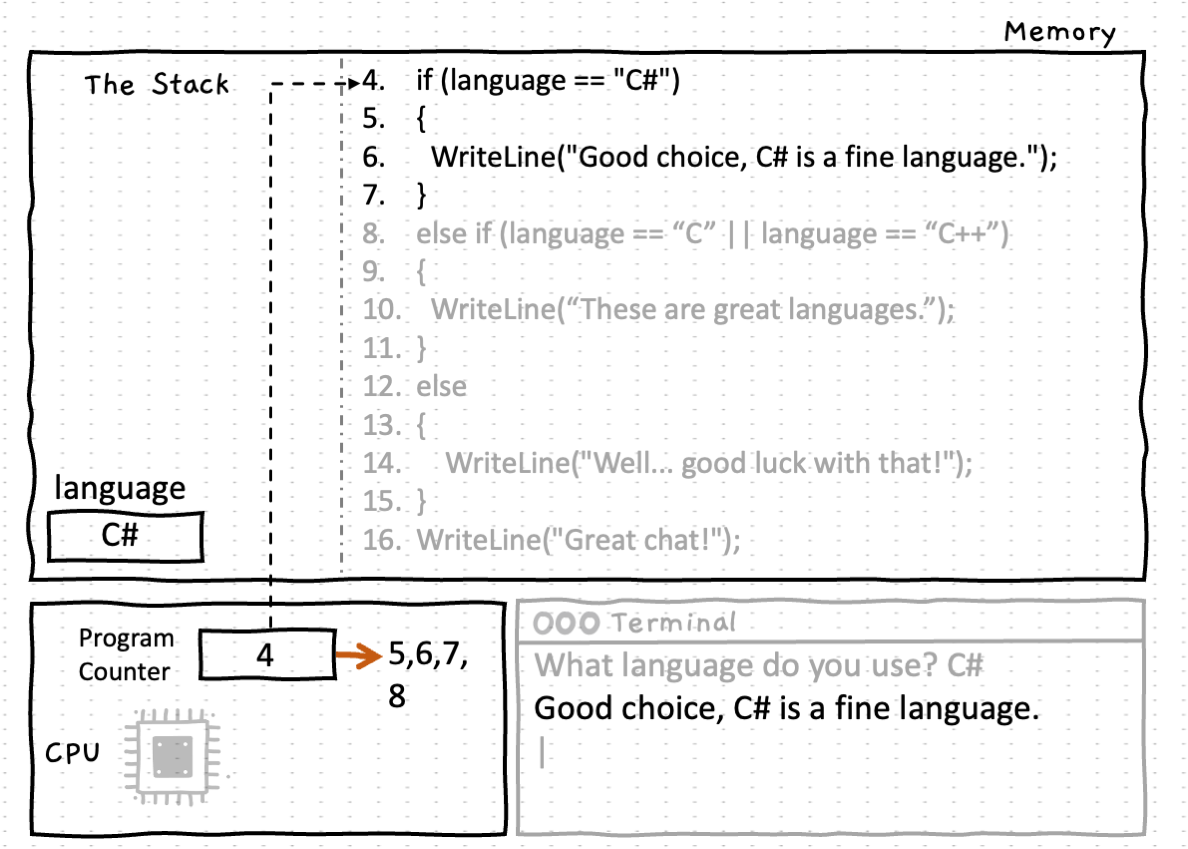 Memory
The Stack
4. if (language == "C#")
5. {
6. WriteLine("Good choice, C# is a fine language.");
7. }
8. else if (language == “C” || language == “C++”)
9. {
10. WriteLine(“These are great languages.”);
11. }
12. else
13. {
14. WriteLine("Well... good luck with that!");
15. }
16. WriteLine("Great chat!");
language
C#
Program
Counter
4
5,6,7,
8
CPU
Terminal
What language do you use? C#
Good choice, C# is a fine language.